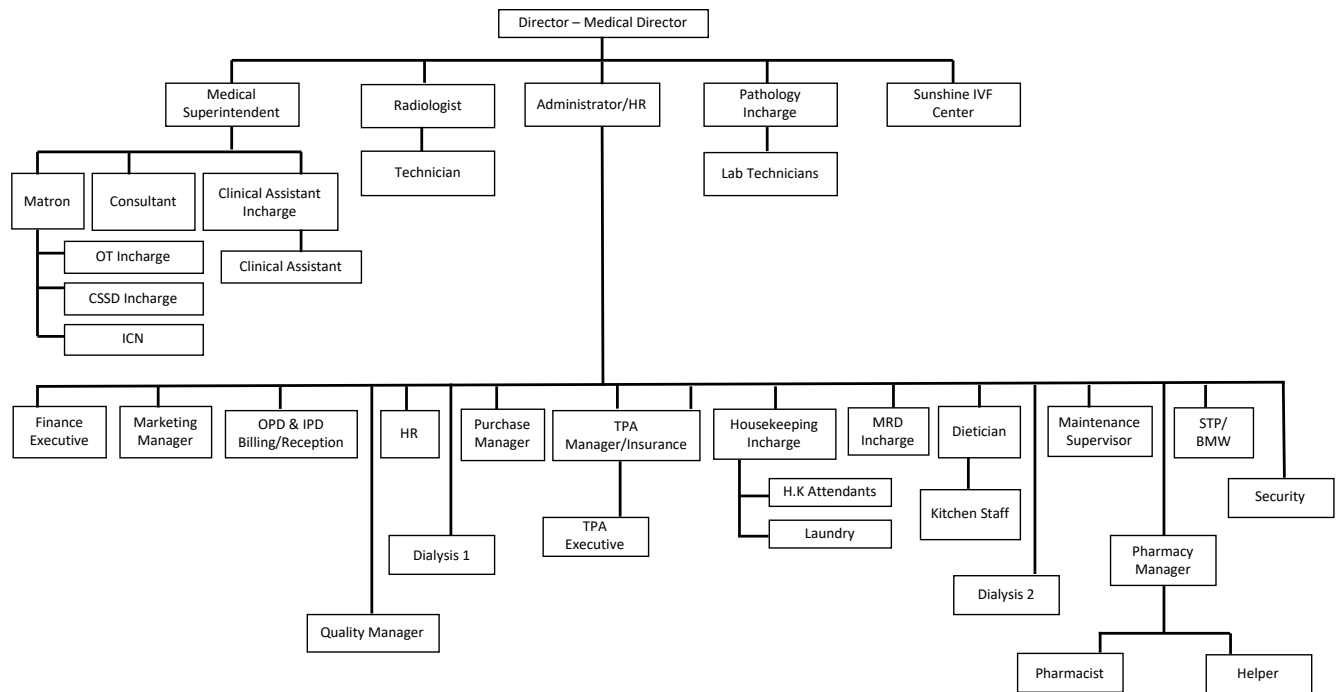 Director – Medical Director
Medical
Superintendent
Radiologist
Administrator/HR
Pathology
Incharge
Sunshine IVF
Center
Technician
Lab Technicians
Matron
Consultant
Clinical Assistant
Incharge
OT Incharge
Clinical Assistant
CSSD Incharge
ICN
Finance
Executive
Marketing
Manager
OPD & IPD
Billing/Reception
HR
Purchase
Manager
TPA
Manager/Insurance
Housekeeping
Incharge
MRD
Incharge
Dietician
Maintenance
Supervisor
STP/
BMW
H.K Attendants
Security
Kitchen Staff
Laundry
TPA
Executive
Dialysis 1
Pharmacy
Manager
Dialysis 2
Quality Manager
Pharmacist
Helper